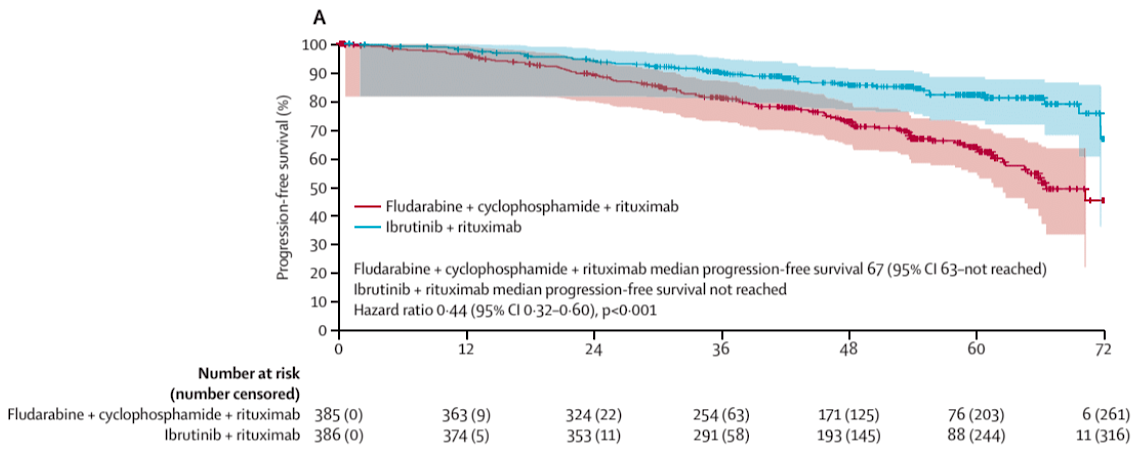 A
100
90
80
70
60
50
40
30
20
10
0
Progression-free survival (%)
Fludarabine + cyclophosphamide + rituximab
Ibrutinib + rituximab
Fludarabine + cyclophosphamide + rituximab median progression-free survival 67 (95% CI 63–not reached)
Ibrutinib + rituximab median progression-free survival not reached
Hazard ratio 0·44 (95% CI 0·32–0·60), p<0·001
0 12 24 36 48 60 72
Number at risk
(number censored)
Fludarabine + cyclophosphamide + rituximab 385 (0) 363 (9) 324 (22) 254 (63) 171 (125) 76 (203) 6 (261)
Ibrutinib + rituximab 386 (0) 374 (5) 353 (11) 291 (58) 193 (145) 88 (244) 11 (316)